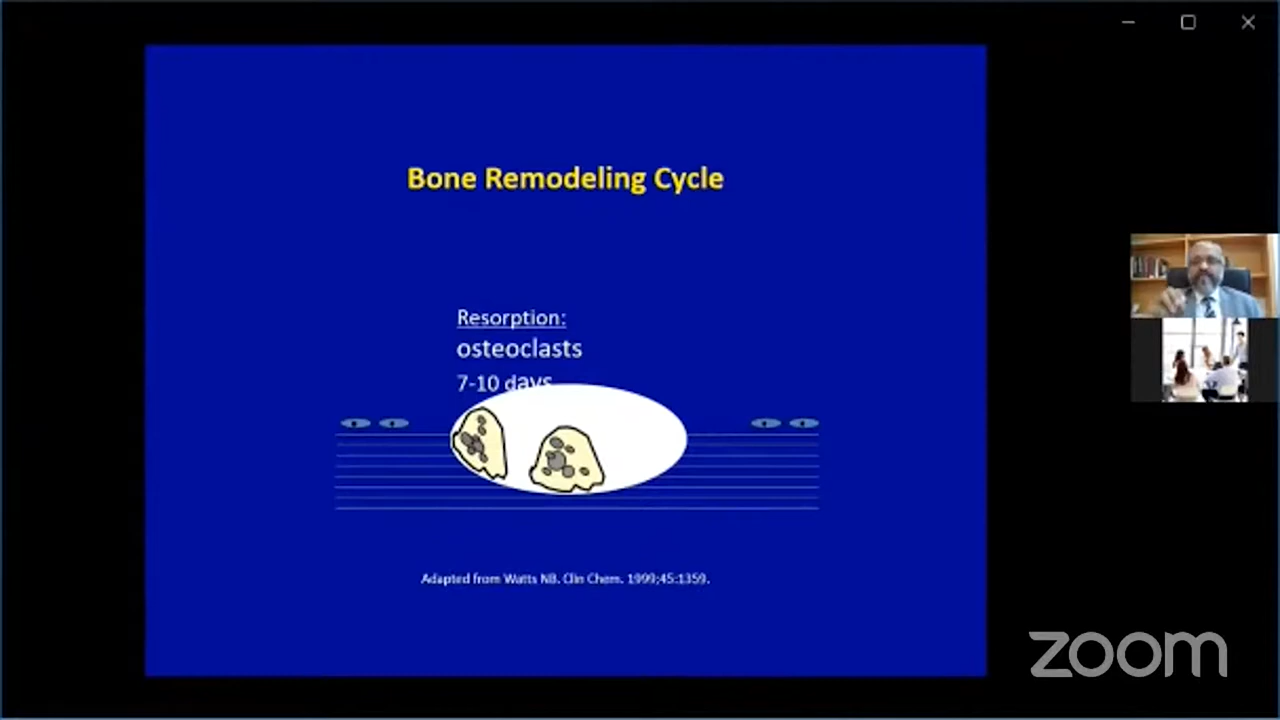 Bone Remodeling Cycle
Resorption:
osteoclasts
7-10 days
Adapted from Watts NB. Clin Chem. 1999;45:1359.
zoom